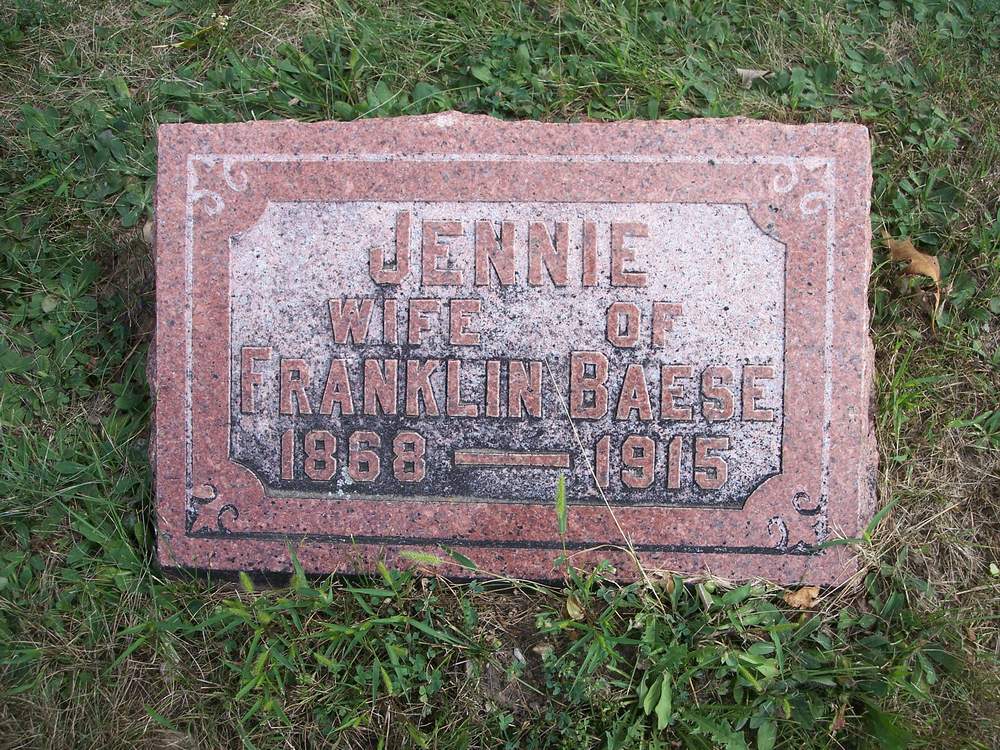 JENNIE
WIFE OF
FRANKLIN BAESE
1868 — 1915